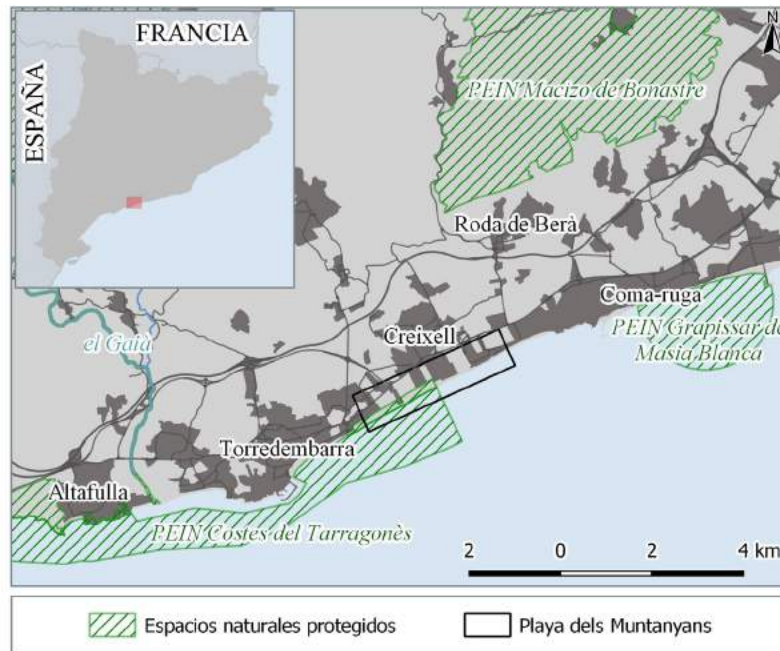 FRANCIA
ESPAÑA
N
PEIN Macizo de Bonastre
Roda de Berà
Coma-ruga
el Gaià
Creixell
PEIN Grapissar de
Masia Blanca
Torredembarra
Altafulla
PEIN Costes del Tarragonès
2 0 2 4 km
Espacios naturales protegidos
Playa dels Muntanyans